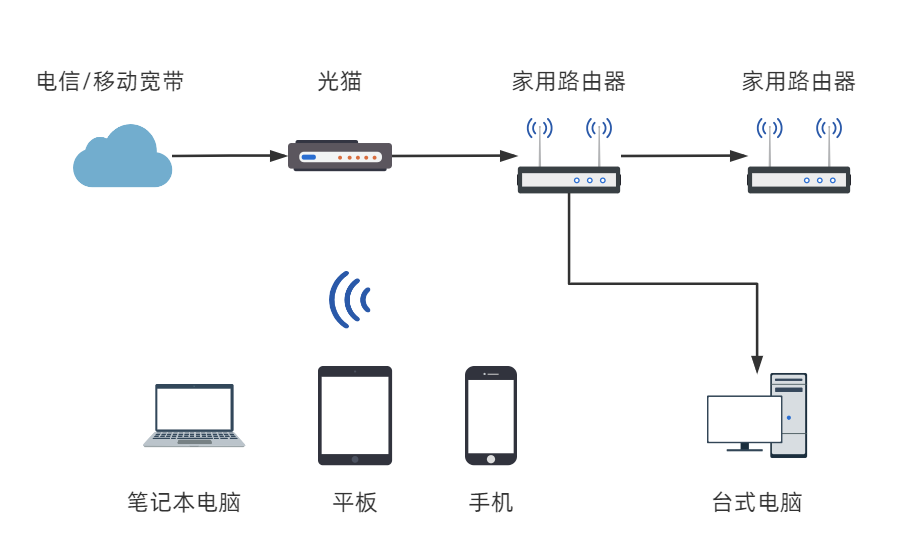 电信/移动宽带
光猫
家用路由器
家用路由器
笔记本电脑
平板
手机
台式电脑